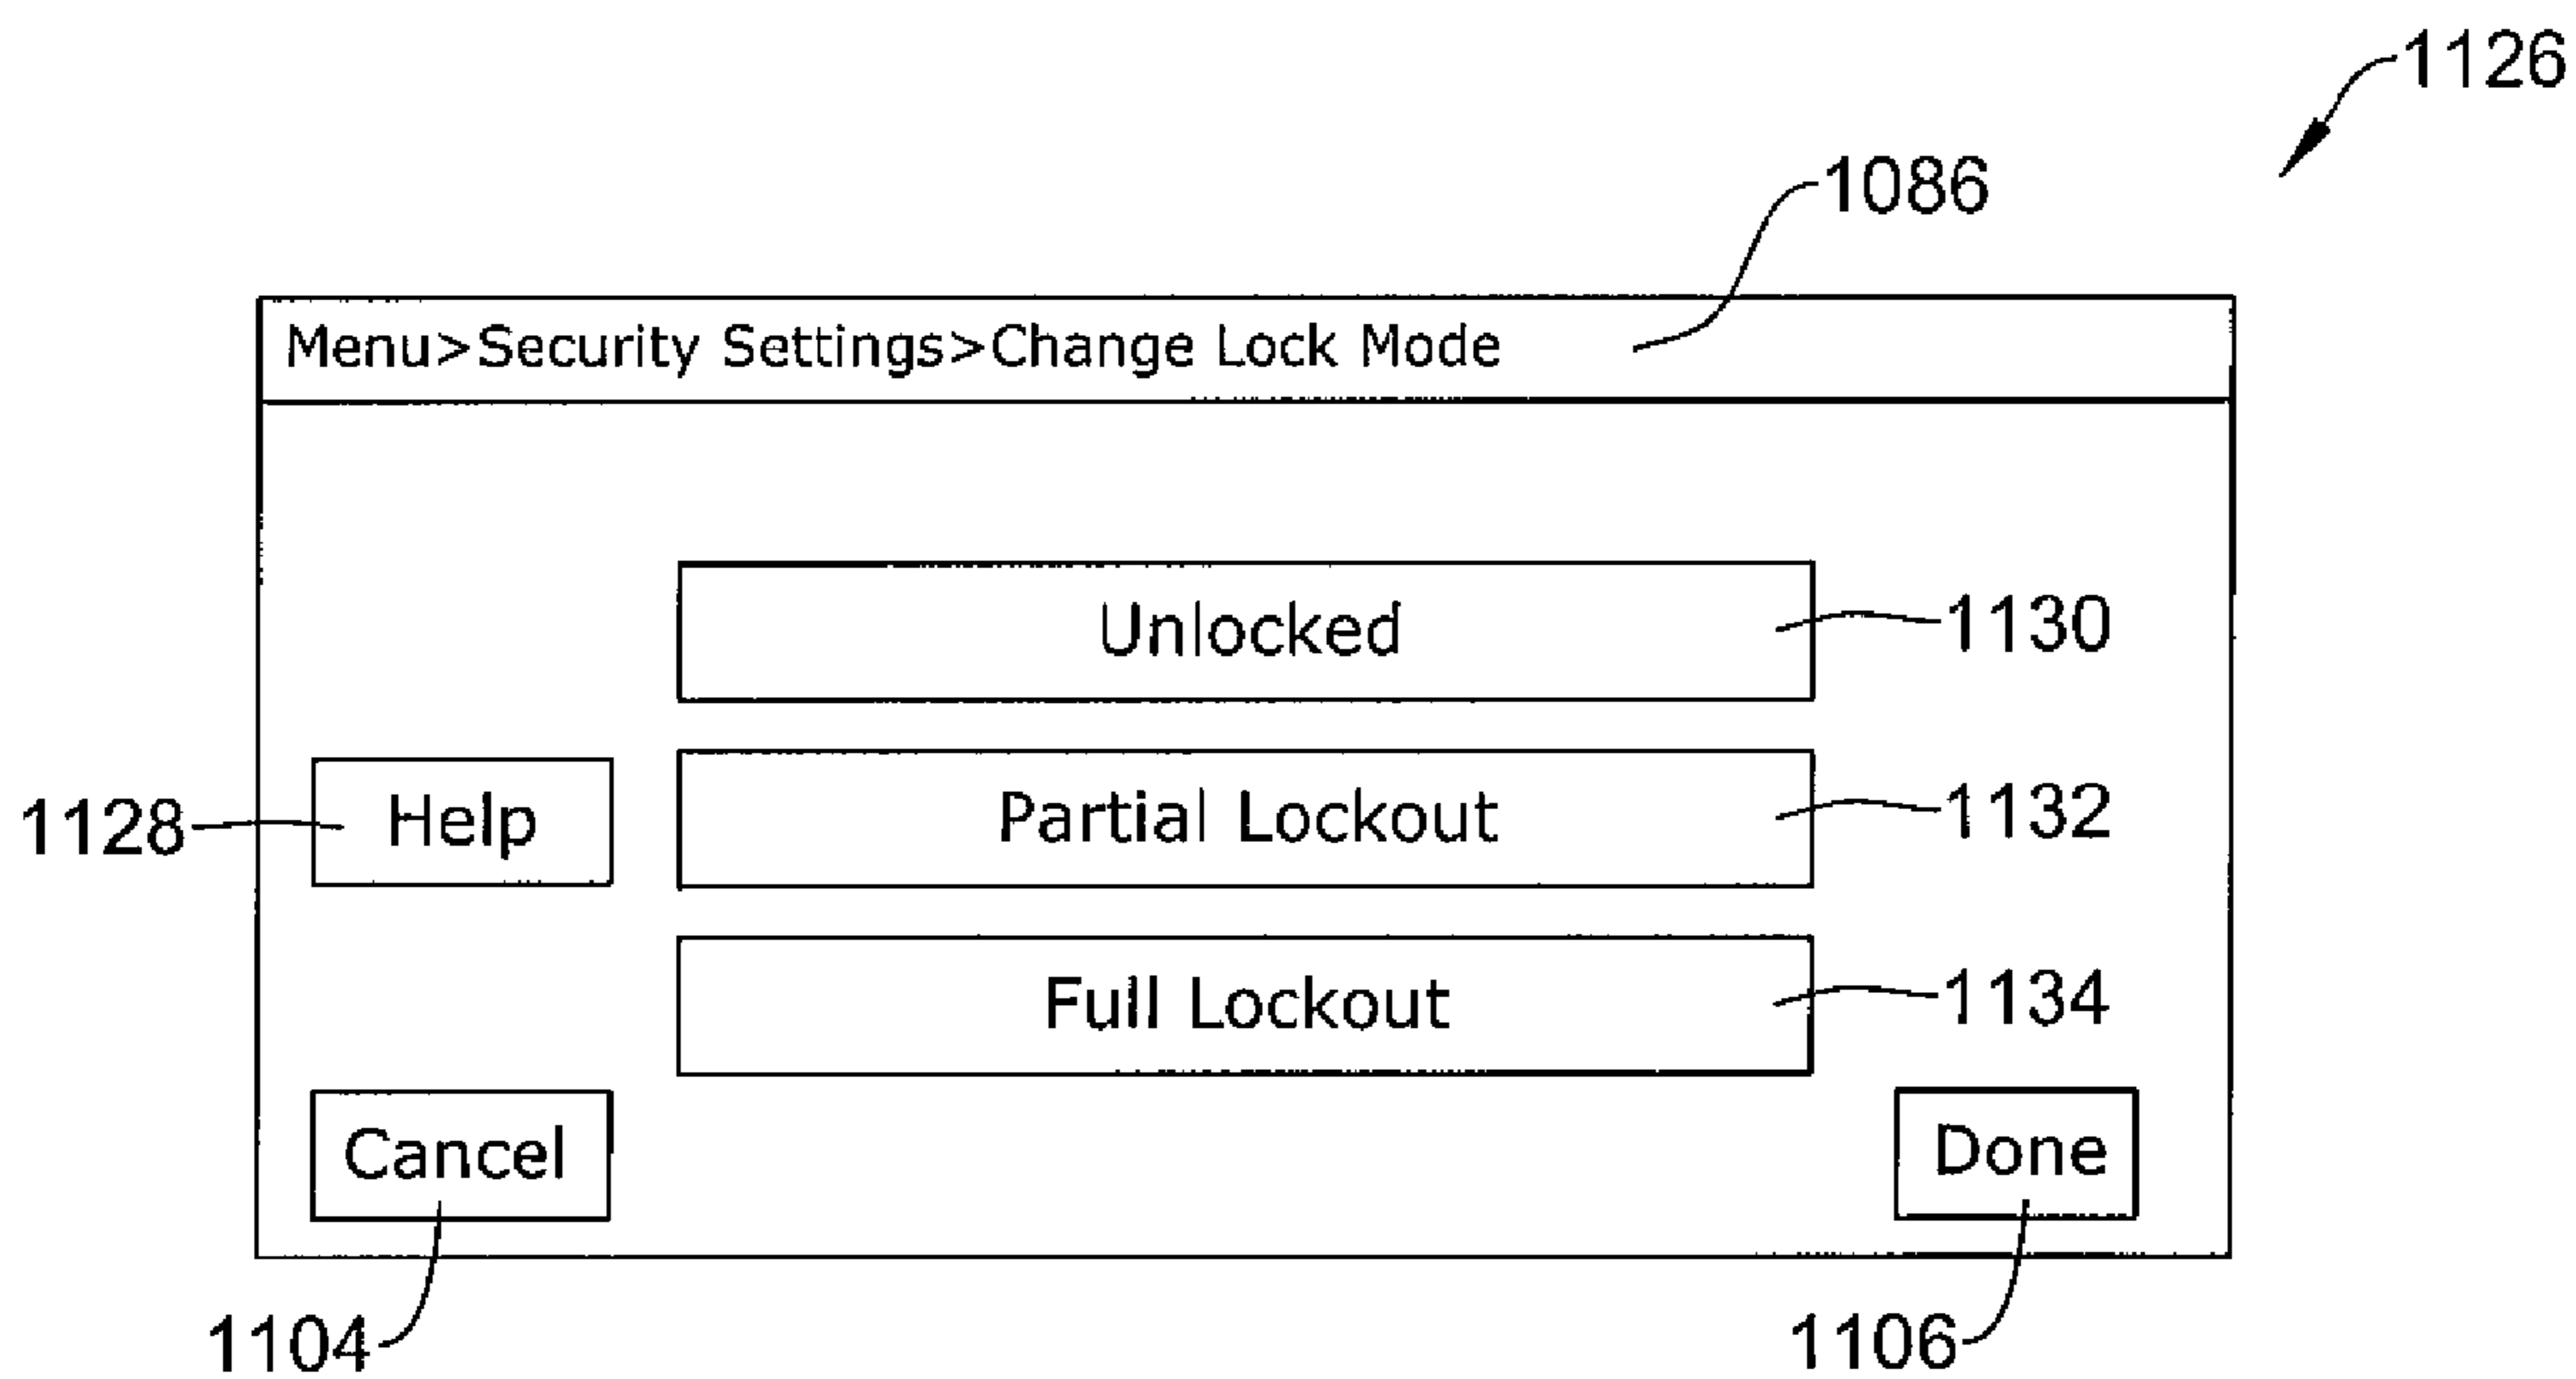 1126
1086
Menu>Security Settings>Change Lock Mode
Unlocked
1130
1128
Help
Partial Lockout
1132
Full Lockout
1134
Cancel
Done
1104
1106